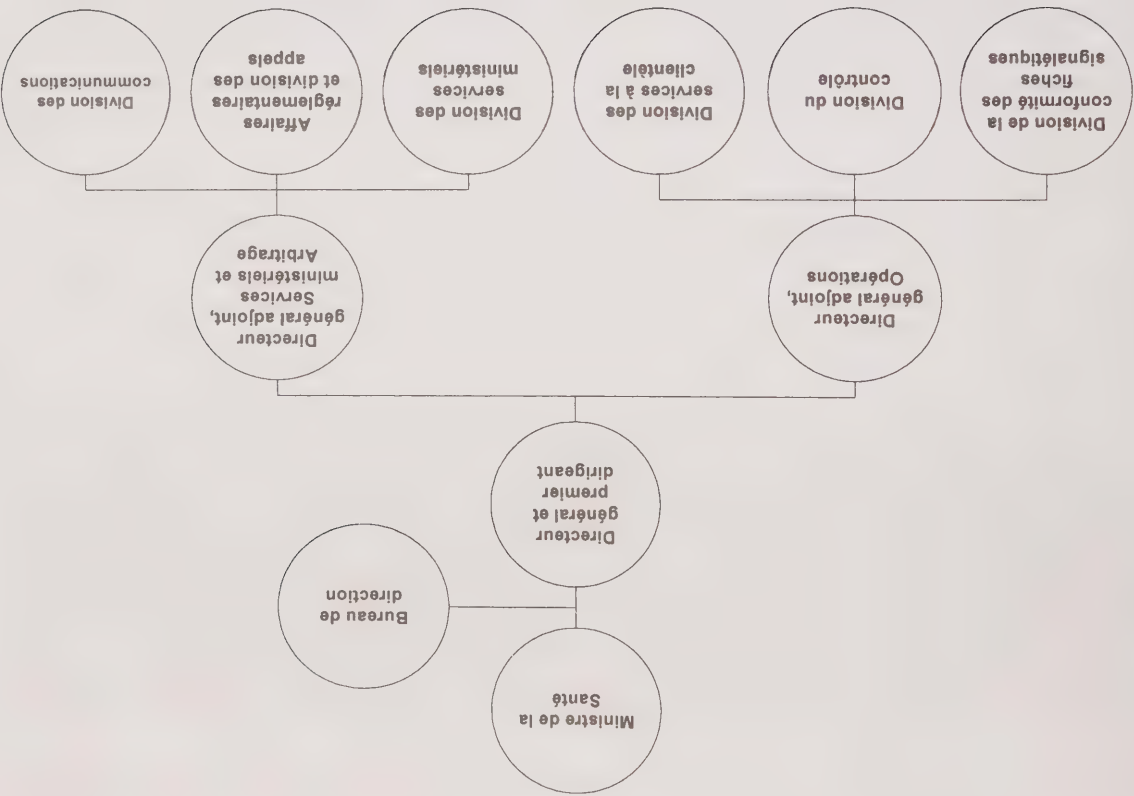 Ministre de la
Santé
Bureau de
direction
Directeur
général et
premier
dirigeant
Directeur
général adjoint,
Opérations
Directeur
général adjoint,
Services
ministériels et
Arbitrage
Division de la
conformité des
fiches
signalétiques
Division du
contrôle
Division des
services à la
clientèle
Division des
services
ministériels
Affaires
réglementaires
et division des
appels
Division des
communications